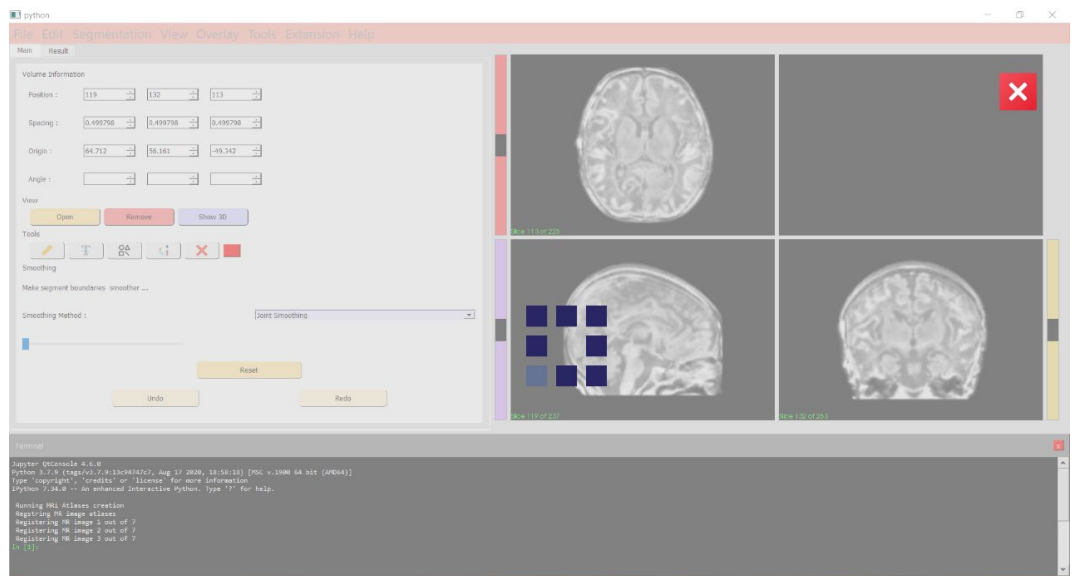 python
File Edit Segmentation View Overlay Tools Extension Help
Main Result
Volume Information
Position : 119 132 113
Spacing : 0.499798 0.499798 0.499798
Origin : 64.712 56.161 -49.342
Angle :
View
Open Remove Show 3D
Tools
Smoothing
Make segment boundaries smoother ...
Smoothing Method : Joint Smoothing
Reset
Undo Redo
Slice 113 of 226
Slice 119 of 237
Slice 132 of 263
Terminal
Jupyter QtConsole 4.6.0
Python 3.7.9 (tags/v3.7.9:13c94747c7, Aug 17 2020, 18:58:18) [MSC v.1900 64 bit (AMD64)]
Type 'copyright', 'credits' or 'license' for more information
IPython 7.34.0 -- An enhanced Interactive Python. Type '?' for help.
Running MRi Atlases creation
Regstring MR image atlases
Registering MR image 1 out of 7
Registering MR image 2 out of 7
Registering MR image 3 out of 7
In [1]: